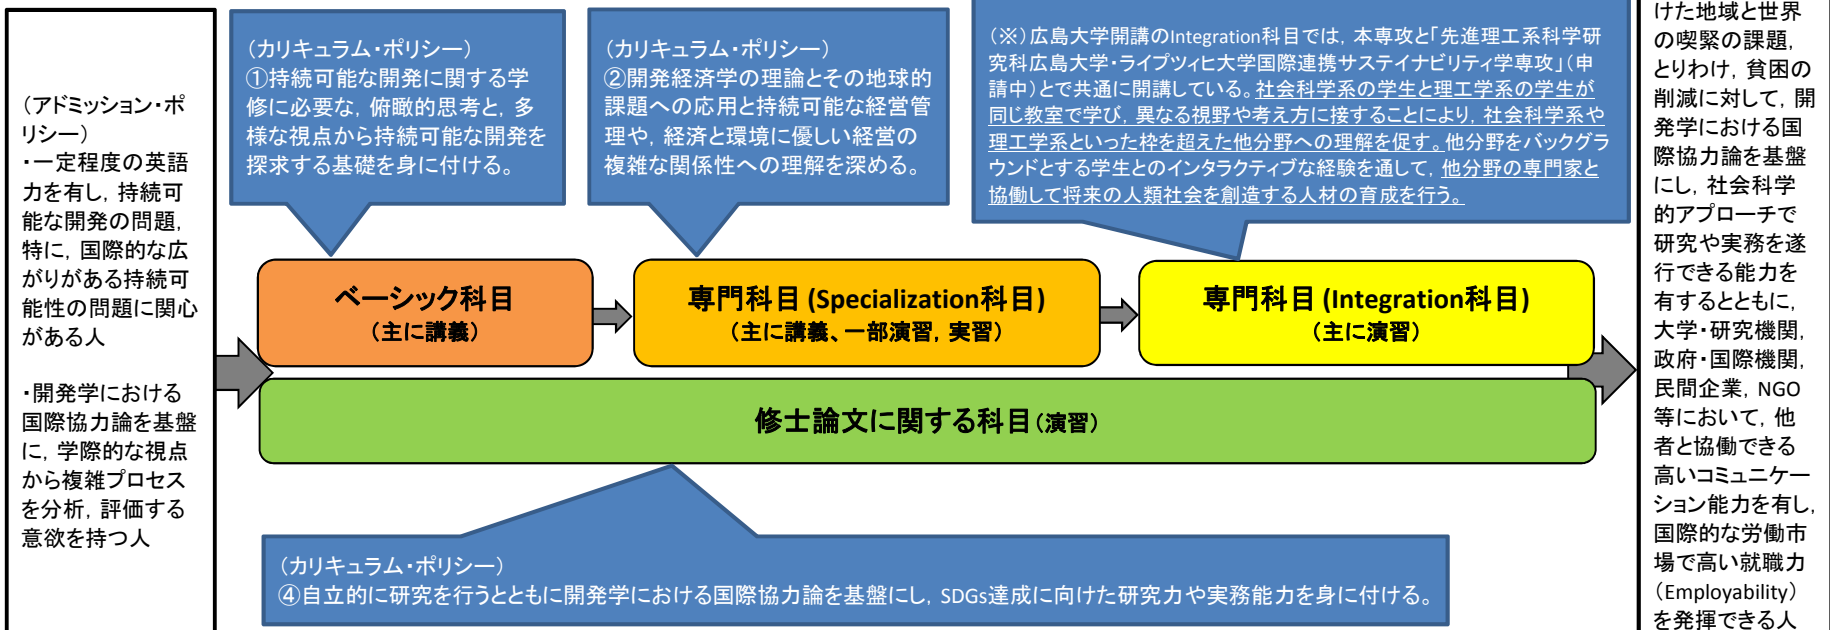 （アドミッション・ポ
リシー）
・一定程度の英語
力を有し，持続可
能な開発の問題，
特に，国際的な広
がりがある持続可
能性の問題に関心
がある人
・開発学における
国際協力論を基盤
に，学際的な視点
から複雑プロセス
を分析，評価する
意欲を持つ人
（カリキュラム・ポリシー）
①持続可能な開発に関する学
修に必要な，俯瞰的思考と，多
様な視点から持続可能な開発を
探求する基礎を身に付ける。
（カリキュラム・ポリシー）
②開発経済学の理論とその地球的
課題への応用と持続可能な経営管
理や，経済と環境に優しい経営の
複雑な関係性への理解を深める。
（※）広島大学開講のIntegration科目では，本専攻と「先進理工系科学研
究科広島大学・ライプツィヒ大学国際連携サステイナビリティ学専攻」（申
請中）とで共通に開講している。社会科学系の学生と理工学系の学生が
同じ教室で学び，異なる視野や考え方に接することにより，社会科学系や
理工学系といった枠を超えた他分野への理解を促す。他分野をバックグラ
ウンドとする学生とのインタラクティブな経験を通して，他分野の専門家と
協働して将来の人類社会を創造する人材の育成を行う。
ベーシック科目
（主に講義）
専門科目 (Specialization科目)
（主に講義、一部演習，実習）
専門科目 (Integration科目)
（主に演習）
修士論文に関する科目（演習）
（カリキュラム・ポリシー）
④自立的に研究を行うとともに開発学における国際協力論を基盤にし，SDGs達成に向けた研究力や実務能力を身に付ける。
けた地域と世界
の喫緊の課題，
とりわけ，貧困の
削減に対して，開
発学における国
際協力論を基盤
にし，社会科学
的アプローチで
研究や実務を遂
行できる能力を
有するとともに，
大学・研究機関，
政府・国際機関，
民間企業，NGO
等において，他
者と協働できる
高いコミュニケー
ション能力を有し，
国際的な労働市
場で高い就職力
（Employability）
を発揮できる人